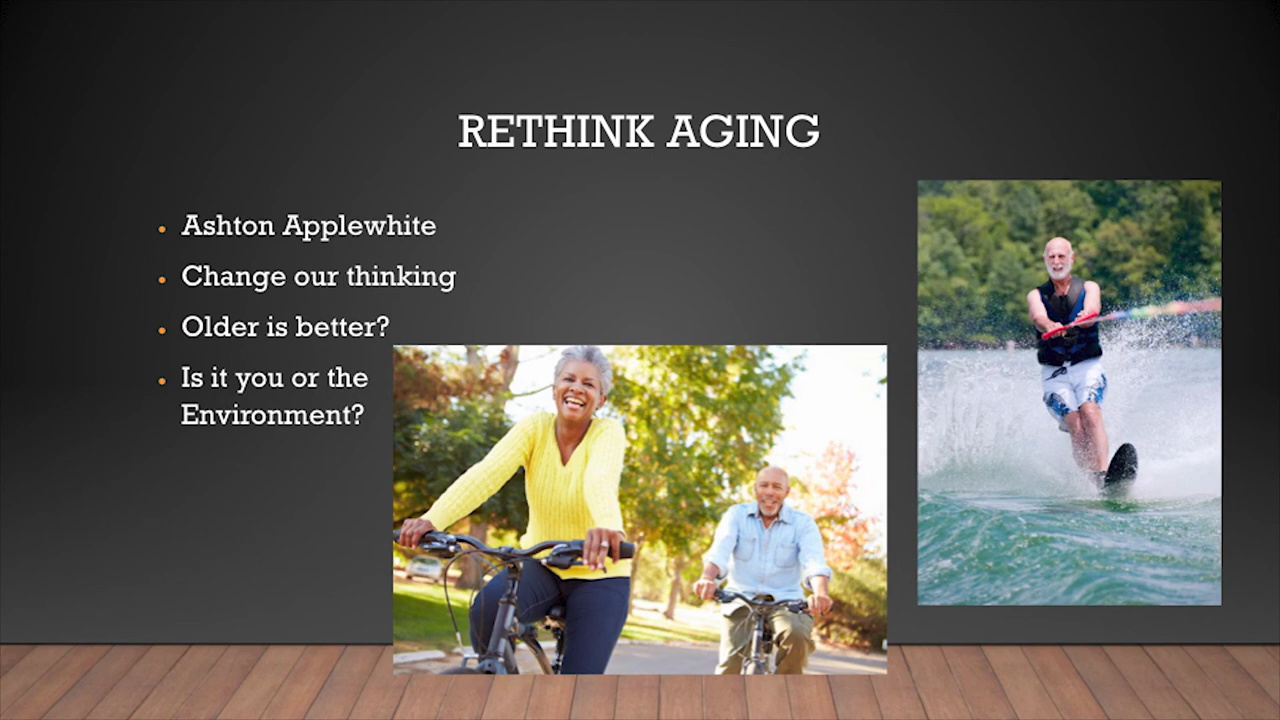 RETHINK AGING
Ashton Applewhite
Change our thinking
Older is better?
Is it you or the
Environment?